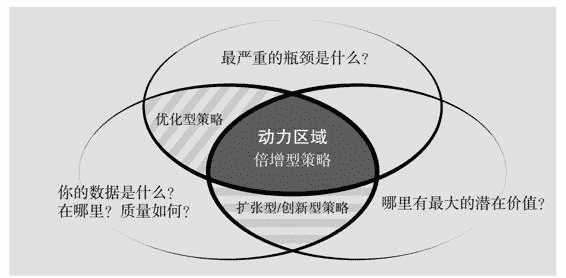 最严重的瓶颈是什么？
优化型策略
动力区域
倍增型策略
你的数据是什么？
在哪里？质量如何？
扩张型/创新型策略
哪里有最大的潜在价值？